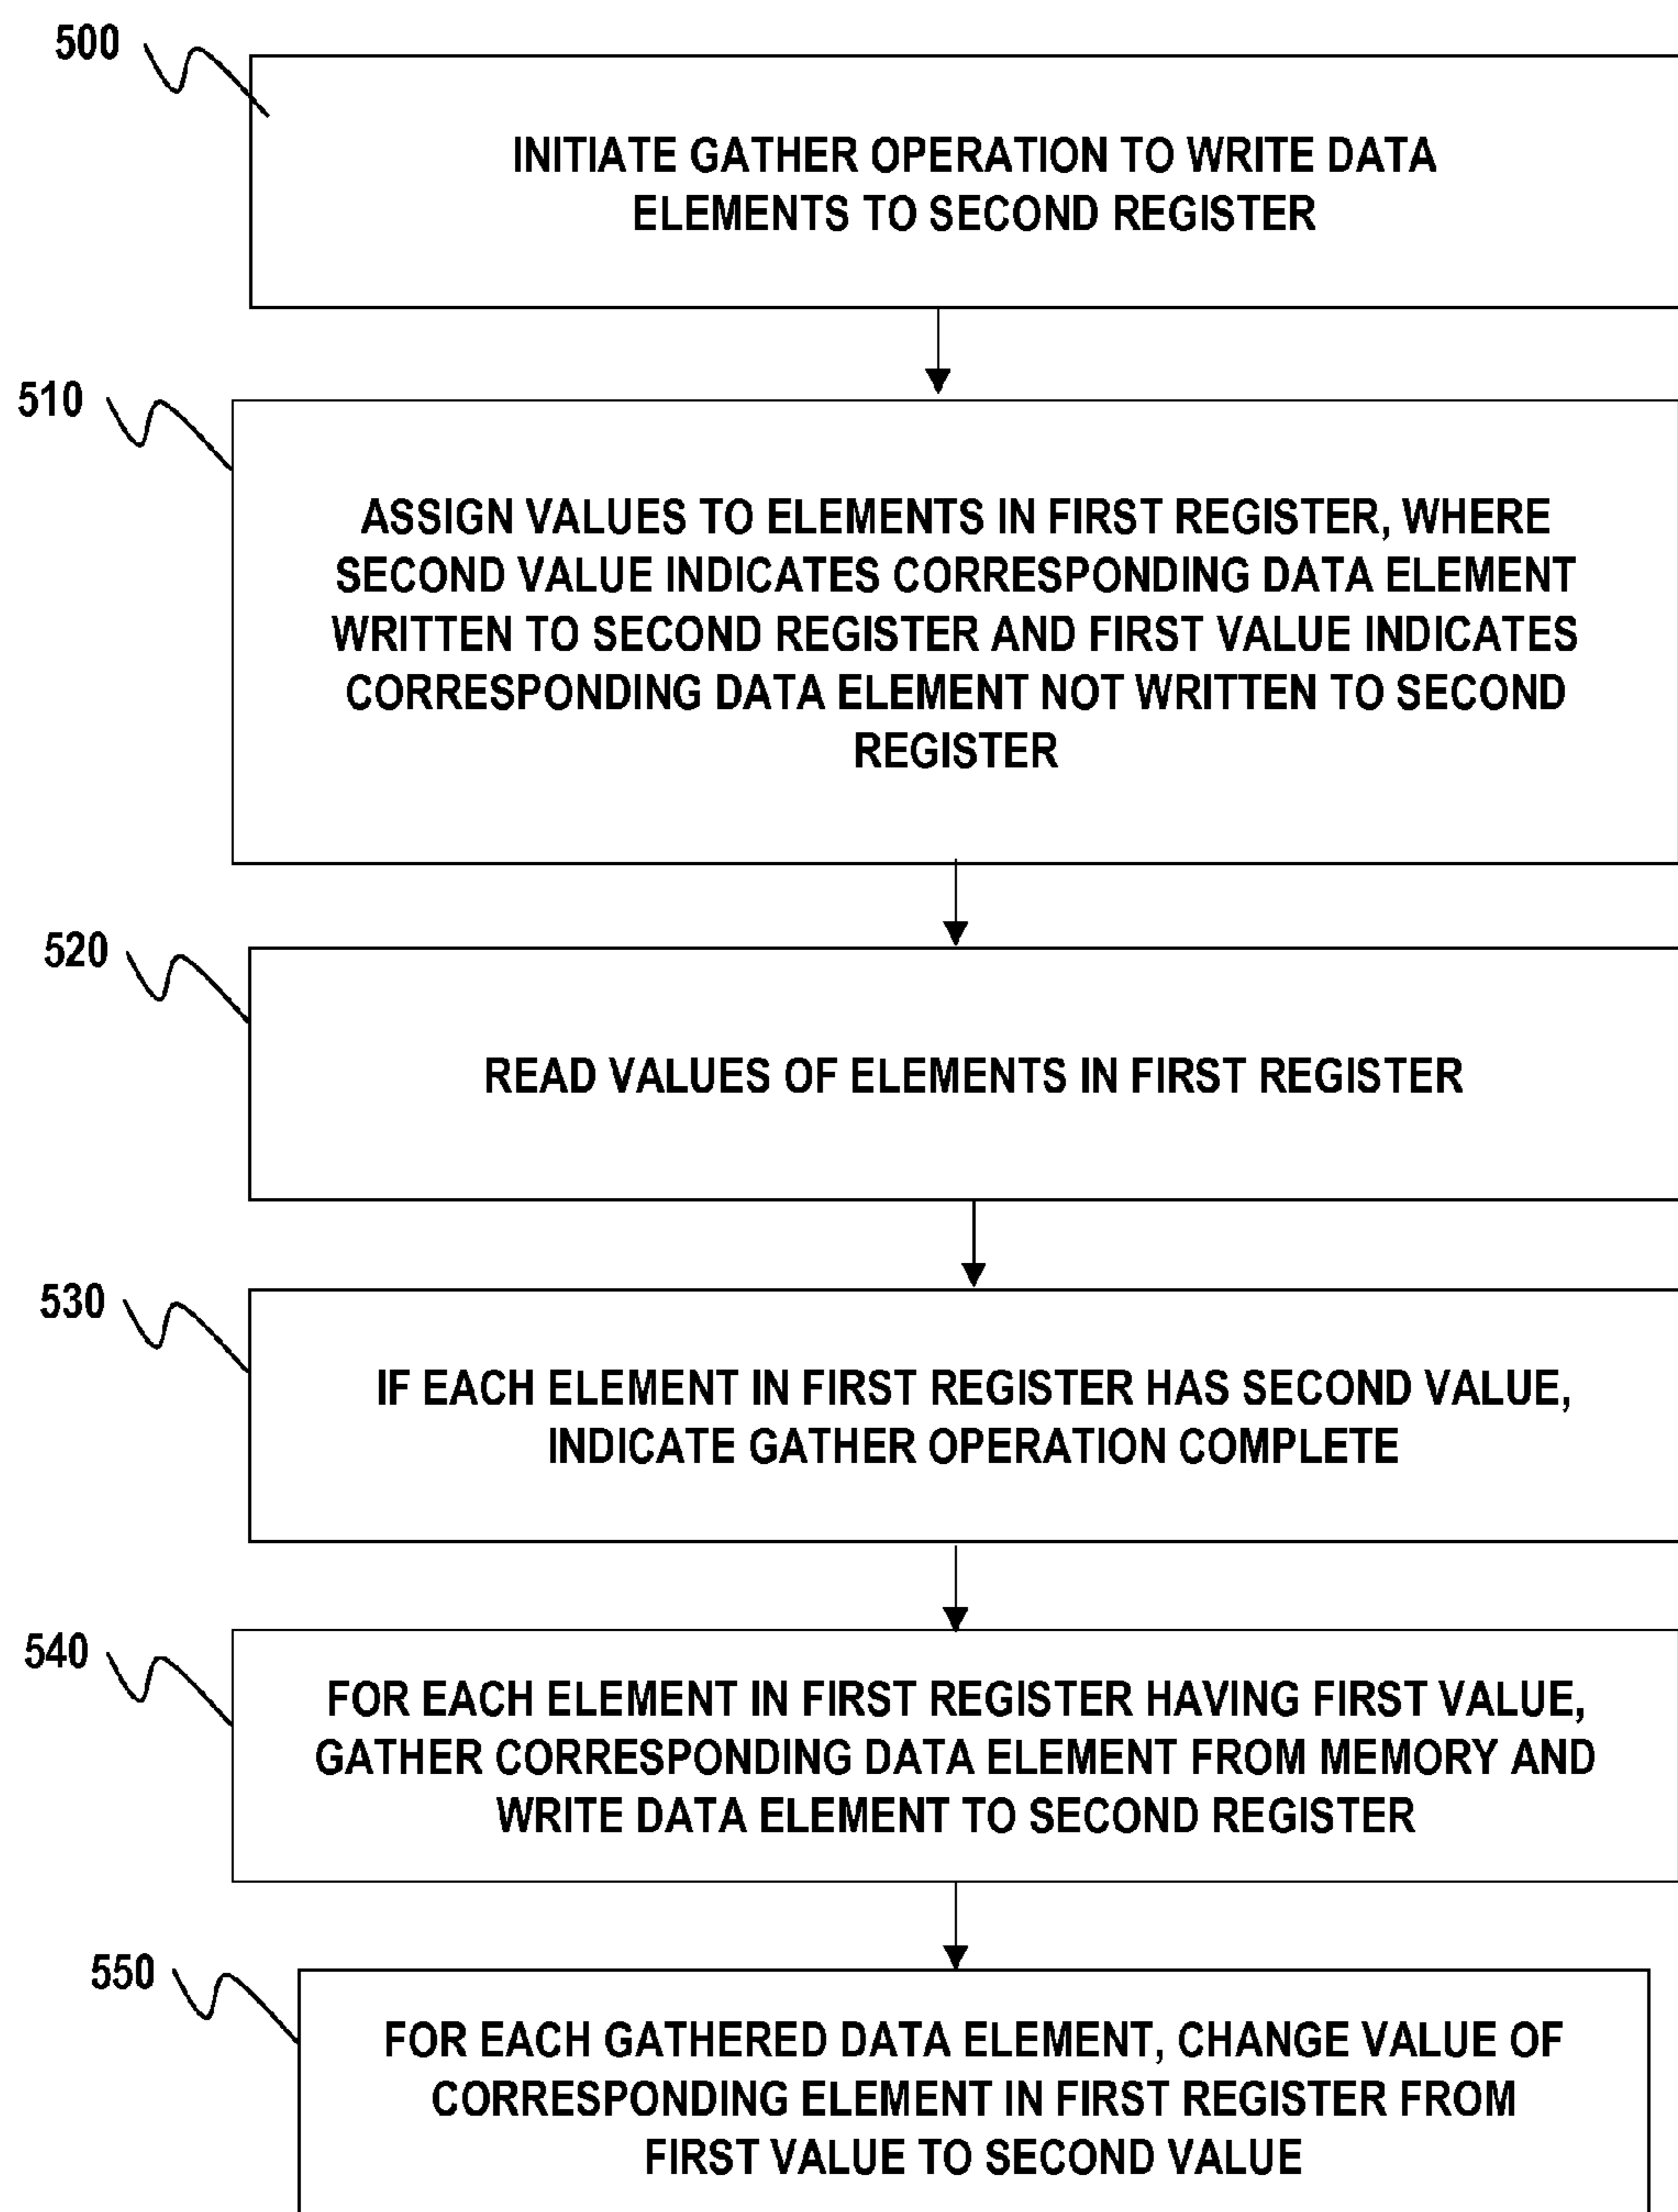 500
INITIATE GATHER OPERATION TO WRITE DATA
ELEMENTS TO SECOND REGISTER
510
ASSIGN VALUES TO ELEMENTS IN FIRST REGISTER, WHERE
SECOND VALUE INDICATES CORRESPONDING DATA ELEMENT
WRITTEN TO SECOND REGISTER AND FIRST VALUE INDICATES
CORRESPONDING DATA ELEMENT NOT WRITTEN TO SECOND
REGISTER
520
READ VALUES OF ELEMENTS IN FIRST REGISTER
530
IF EACH ELEMENT IN FIRST REGISTER HAS SECOND VALUE,
INDICATE GATHER OPERATION COMPLETE
540
FOR EACH ELEMENT IN FIRST REGISTER HAVING FIRST VALUE,
GATHER CORRESPONDING DATA ELEMENT FROM MEMORY AND
WRITE DATA ELEMENT TO SECOND REGISTER
550
FOR EACH GATHERED DATA ELEMENT, CHANGE VALUE OF
CORRESPONDING ELEMENT IN FIRST REGISTER FROM
FIRST VALUE TO SECOND VALUE